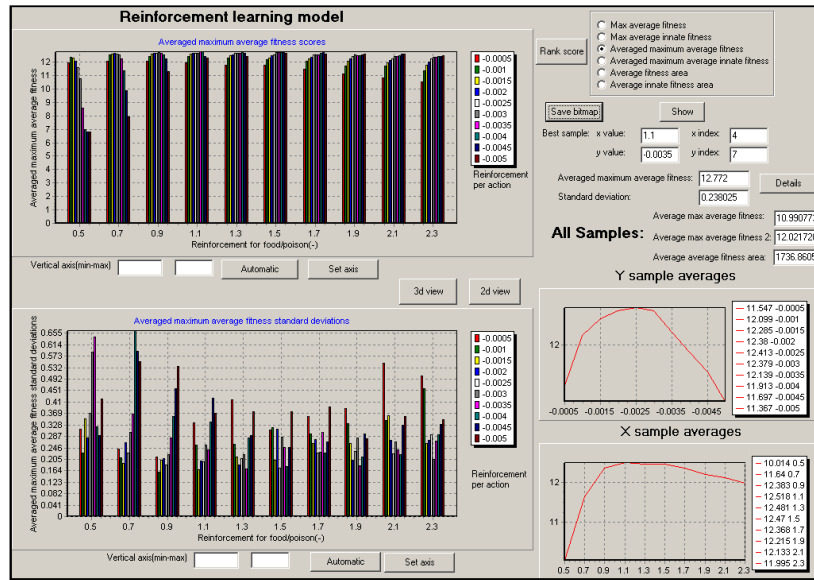 Reinforcement learning model
Averaged maximum average fitness scores
Averaged maximum average fitness
12
11
10
9
8
7
6
5
4
3
2
1
0
0.5 0.7 0.9 1.1 1.3 1.5 1.7 1.9 2.1 2.3
Reinforcement for food/poison(-)
-0.0005
-0.001
-0.0015
-0.002
-0.0025
-0.003
-0.0035
-0.004
-0.0045
-0.005
Reinforcement
per action
Vertical axis(min-max)
Automatic
Set axis
3d view
2d view
Averaged maximum average fitness standard deviations
Averaged maximum average fitness standard deviations
0.655
0.614
0.573
0.532
0.491
0.451
0.41
0.369
0.328
0.287
0.246
0.205
0.164
0.123
0.082
0.041
0
0.5 0.7 0.9 1.1 1.3 1.5 1.7 1.9 2.1 2.3
Reinforcement for food/poison(-)
-0.0005
-0.001
-0.0015
-0.002
-0.0025
-0.003
-0.0035
-0.004
-0.0045
-0.005
Reinforcement
per action
Vertical axis(min-max)
Automatic
Set axis
Rank score
Max average fitness
Max average innate fitness
Averaged maximum average fitness
Averaged maximum average innate fitness
Average fitness area
Average innate fitness area
Save bitmap
Show
Best sample: x value: 1.1 x index: 4
y value: -0.0035 y index: 7
Averaged maximum average fitness: 12.772
Standard deviation: 0.238025
Details
All Samples:
Average max average fitness: 10.990773
Average max average fitness 2: 12.021720
Average average fitness area: 1736.8605
Y sample averages
12
-0.0005 -0.0015 -0.0025 -0.0035 -0.0045
11.547 -0.0005
12.099 -0.001
12.285 -0.0015
12.38 -0.002
12.413 -0.0025
12.379 -0.003
12.139 -0.0035
11.913 -0.004
11.697 -0.0045
11.367 -0.005
X sample averages
12
11
0.5 0.7 0.9 1.1 1.3 1.5 1.7 1.9 2.1 2.3
10.014 0.5
11.64 0.7
12.383 0.9
12.518 1.1
12.481 1.3
12.47 1.5
12.368 1.7
12.215 1.9
12.133 2.1
11.995 2.3